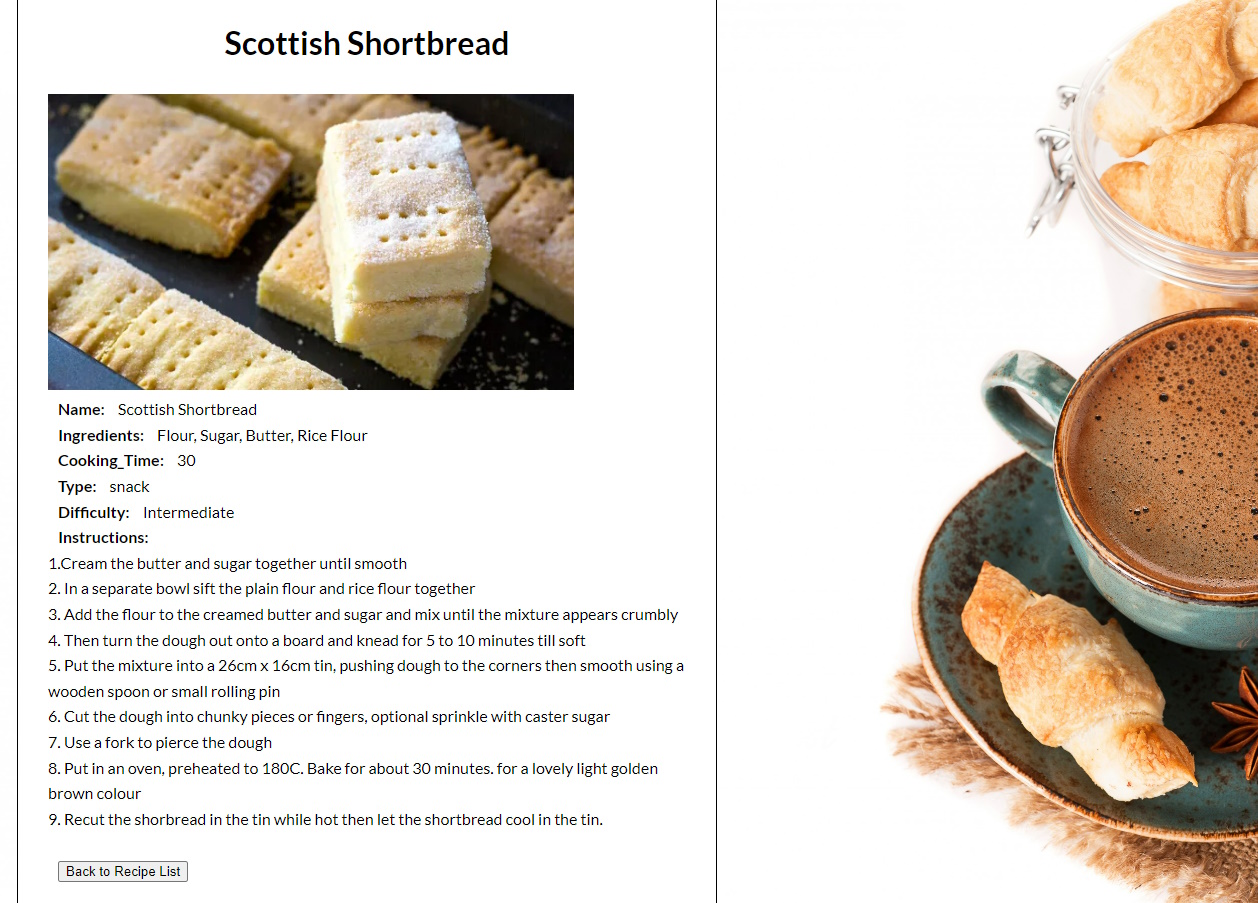 Scottish Shortbread
Name: Scottish Shortbread
Ingredients: Flour, Sugar, Butter, Rice Flour
Cooking_Time: 30
Type: snack
Difficulty: Intermediate
Instructions:
1.Cream the butter and sugar together until smooth
2. In a separate bowl sift the plain flour and rice flour together
3. Add the flour to the creamed butter and sugar and mix until the mixture appears crumbly
4. Then turn the dough out onto a board and knead for 5 to 10 minutes till soft
5. Put the mixture into a 26cm x 16cm tin, pushing dough to the corners then smooth using a
wooden spoon or small rolling pin
6. Cut the dough into chunky pieces or fingers, optional sprinkle with caster sugar
7. Use a fork to pierce the dough
8. Put in an oven, preheated to 180C. Bake for about 30 minutes. for a lovely light golden
brown colour
9. Recut the shorbread in the tin while hot then let the shortbread cool in the tin.
Back to Recipe List